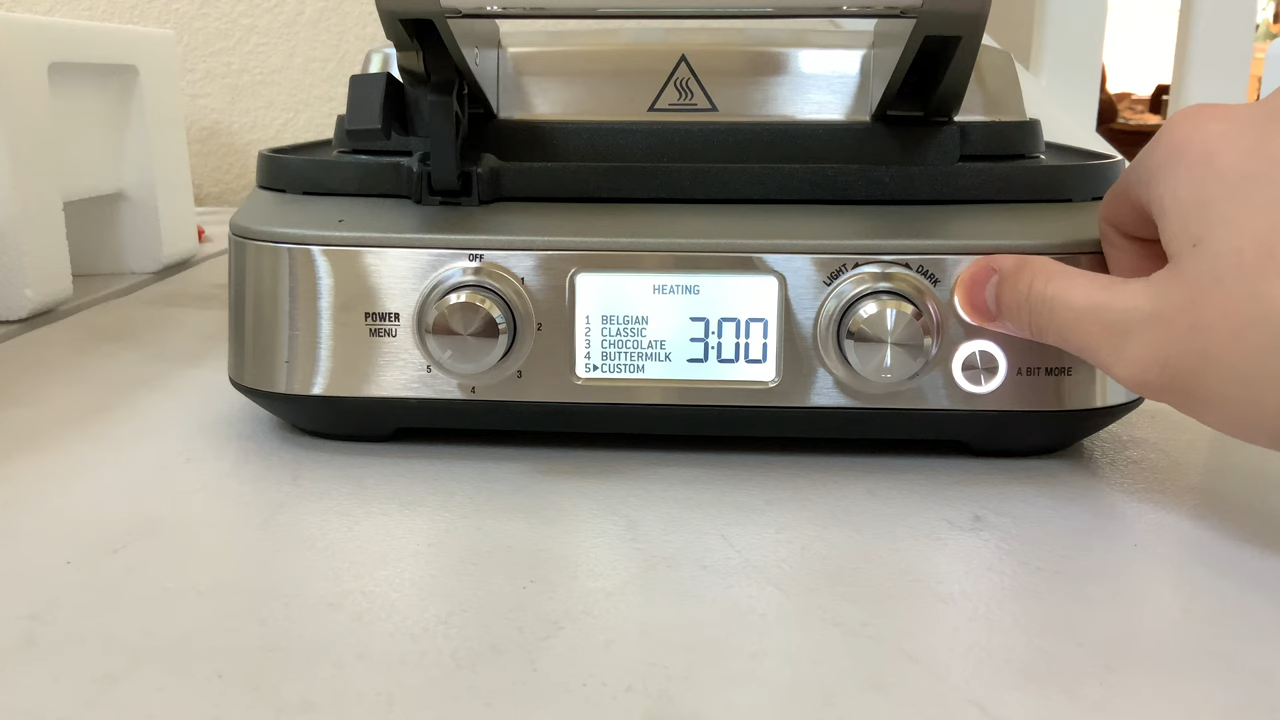 OFF
1
2
3
4
5
POWER
MENU
HEATING
1 BELGIAN
2 CLASSIC
3 CHOCOLATE
4 BUTTERMILK
5▶CUSTOM
3:00
LIGHT
DARK
A BIT MORE